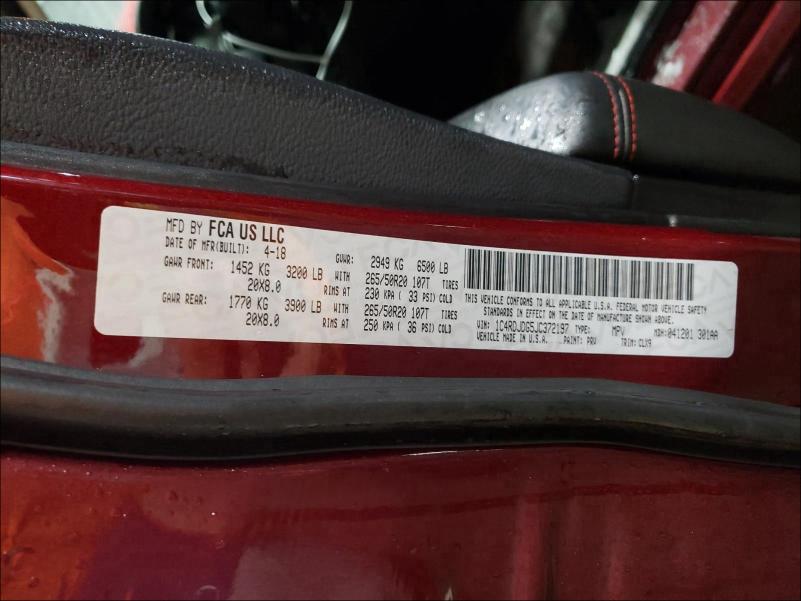 MFD BY FCA US LLC
DATE OF MFR(BUILT): 4-18 GVWR: 2949 KG 6500 LB
GAWR FRONT: 1452 KG 3200 LB WITH 265/50R20 107T TIRES
20X8.0 RIMS AT 230 KPA ( 33 PSI) COLD
GAWR REAR: 1770 KG 3900 LB WITH 265/50R20 107T TIRES
20X8.0 RIMS AT 250 KPA ( 36 PSI) COLD
THIS VEHICLE CONFORMS TO ALL APPLICABLE U.S.A. FEDERAL MOTOR VEHICLE SAFETY
STANDARDS IN EFFECT ON THE DATE OF MANUFACTURE SHOWN ABOVE.
VIN: 1C4RDJDG5JC372197 TYPE: MPV MDH: 041201 301AA
VEHICLE MADE IN U.S.A. PAINT: PRV TRIM: CLX9